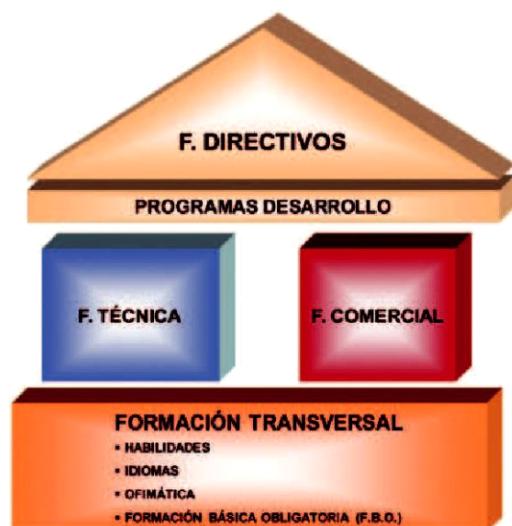 F. DIRECTIVOS
PROGRAMAS DESARROLLO
F. TÉCNICA
F. COMERCIAL
FORMACIÓN TRANSVERSAL
▪ HABILIDADES
▪ IDIOMAS
▪ OFIMÁTICA
▪ FORMACIÓN BÁSICA OBLIGATORIA (F.B.O.)